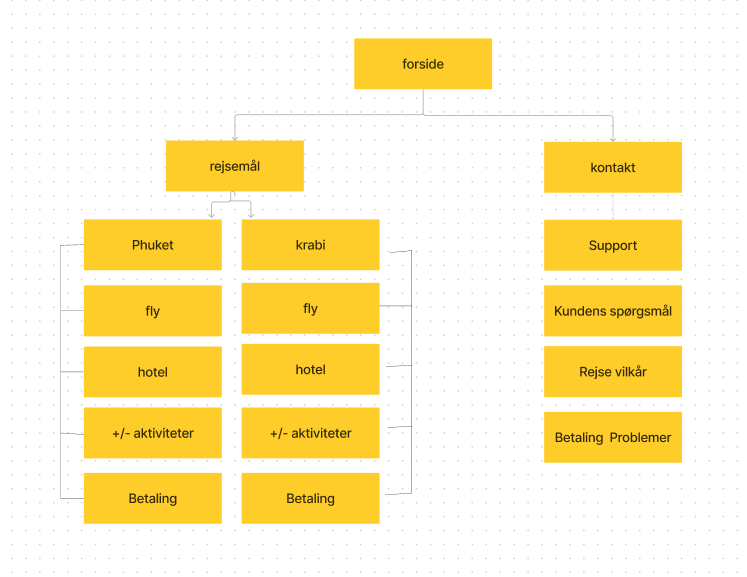 forside
rejsemål
kontakt
Phuket
krabi
Support
fly
fly
Kundens spørgsmål
hotel
hotel
Rejse vilkår
+/- aktiviteter
+/- aktiviteter
Betaling Problemer
Betaling
Betaling